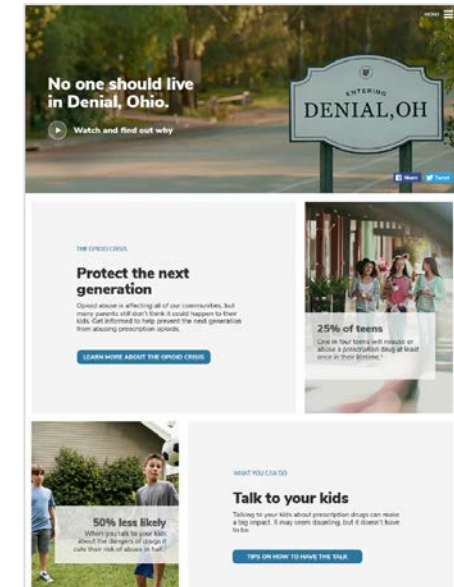 MENU
No one should live
in Denial, Ohio.
Watch and find out why
ENTERING
DENIAL, OH
Share
Tweet
THE OPIOID CRISIS
Protect the next
generation
Opioid abuse is affecting all of our communities, but
many parents still don't think it could happen to their
kids. Get informed to help prevent the next generation
from abusing prescription opioids.
LEARN MORE ABOUT THE OPIOID CRISIS
25% of teens
One in four teens will misuse or
abuse a prescription drug at least
once in their lifetime.
50% less likely
When you talk to your kids
about the dangers of drugs it
cuts their risk of abuse in half.
WHAT YOU CAN DO
Talk to your kids
Talking to your kids about prescription drugs can make
a big impact. It may seem daunting, but it doesn't have
to be.
TIPS ON HOW TO HAVE THE TALK